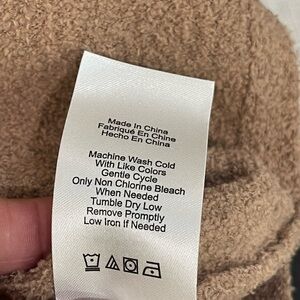 Made In China
Fabriqué En Chine
Hecho En China
Machine Wash Cold
With Like Colors
Gentle Cycle
Only Non Chlorine Bleach
When Needed
Tumble Dry Low
Remove Promptly
Low Iron If Needed